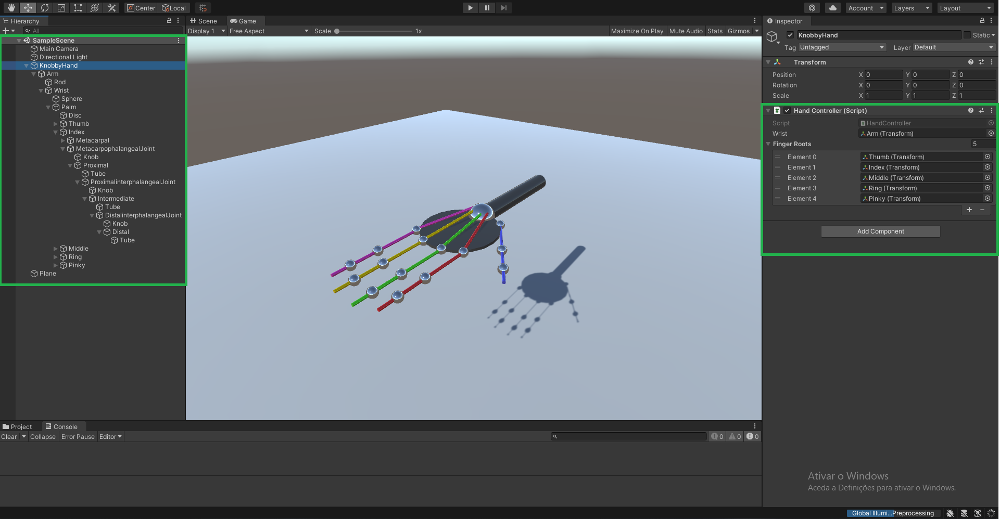 Center Local
Account Layers Layout
Hierarchy
All
SampleScene
Main Camera
Directional Light
KnobbyHand
Arm
Rod
Wrist
Sphere
Palm
Disc
Thumb
Index
Metacarpal
MetacarpophalangealJoint
Knob
Proximal
Tube
ProximalinterphalangealJoint
Knob
Intermediate
Tube
DistalinterphalangealJoint
Knob
Distal
Tube
Middle
Ring
Pinky
Plane
Scene Game
Display 1 Free Aspect Scale 1x Maximize On Play Mute Audio Stats Gizmos
Inspector
KnobbyHand Static
Tag Untagged Layer Default
Transform
Position X 0 Y 0 Z 0
Rotation X 0 Y 0 Z 0
Scale X 1 Y 1 Z 1
# Hand Controller (Script)
Script HandController
Wrist Arm (Transform)
Finger Roots 5
Element 0 Thumb (Transform)
Element 1 Index (Transform)
Element 2 Middle (Transform)
Element 3 Ring (Transform)
Element 4 Pinky (Transform)
+ −
Add Component
Project Console
Clear Collapse Error Pause Editor 0 0 0
Ativar o Windows
Aceda a Definições para ativar o Windows.
Global Illumi...Preprocessing